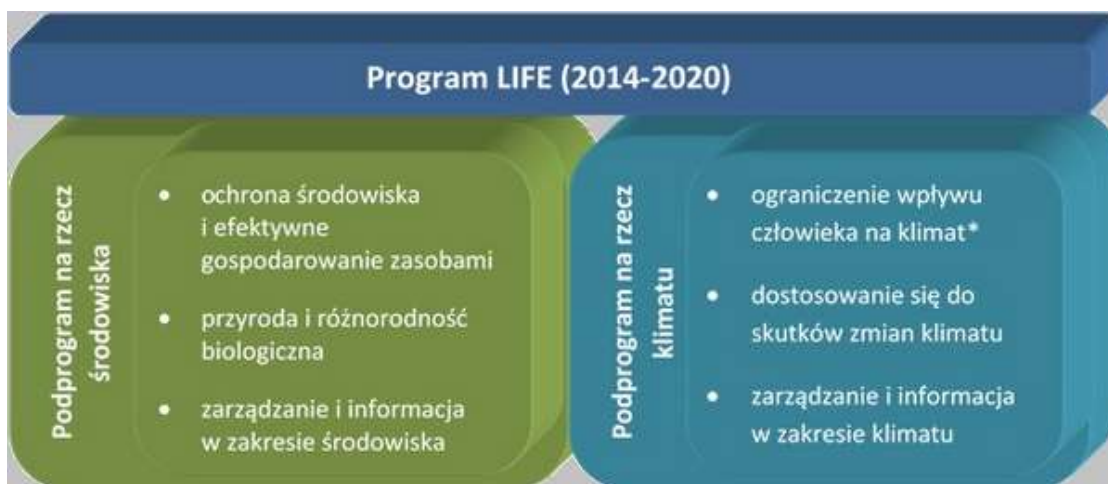 Program LIFE (2014-2020)
Podprogram na rzecz
środowiska
• ochrona środowiska
i efektywne
gospodarowanie zasobami
• przyroda i różnorodność
biologiczna
• zarządzanie i informacja
w zakresie środowiska
Podprogram na rzecz
klimatu
• ograniczenie wpływu
człowieka na klimat*
• dostosowanie się do
skutków zmian klimatu
• zarządzanie i informacja
w zakresie klimatu